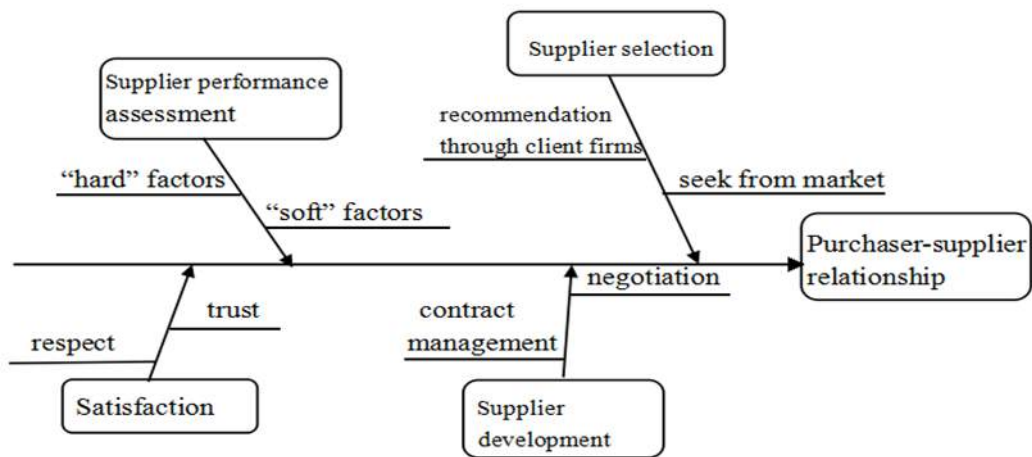 Supplier selection
Supplier performance
assessment
recommendation
through client firms
“hard” factors
seek from market
“soft” factors
Purchaser-supplier
relationship
negotiation
trust
contract
management
respect
Satisfaction
Supplier
development